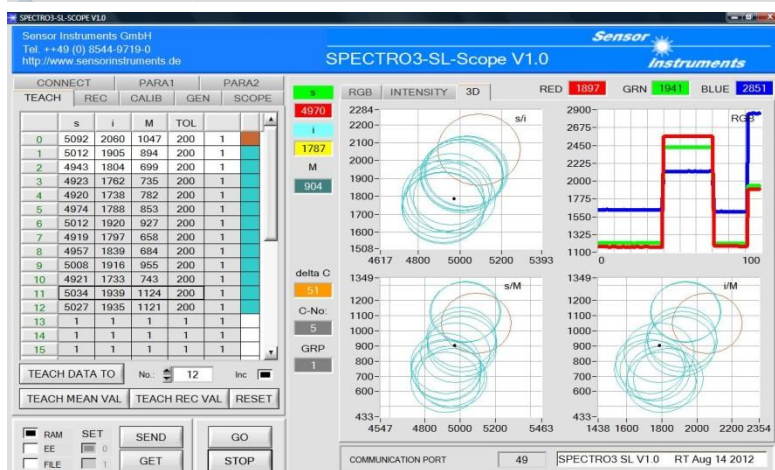 SPECTRO3-SL-SCOPE V1.0
Sensor Instruments GmbH
Tel. ++49 (0) 8544-9719-0
http://www.sensorinstruments.de
SPECTRO3-SL-Scope V1.0
Sensor
Instruments
CONNECT PARA1 PARA2
TEACH REC CALIB GEN SCOPE
s i M TOL
0 5092 2060 1047 200 1
1 5012 1905 894 200 1
2 4943 1804 699 200 1
3 4923 1762 735 200 1
4 4920 1738 782 200 1
5 4974 1788 853 200 1
6 5012 1920 927 200 1
7 4919 1797 658 200 1
8 4957 1839 684 200 1
9 5008 1916 955 200 1
10 4921 1733 743 200 1
11 5034 1939 1124 200 1
12 5027 1935 1121 200 1
13 1 1 1 1 1
14 1 1 1 1 1
15 1 1 1 1 1
TEACH DATA TO No.: 12 Inc
TEACH MEAN VAL TEACH REC VAL RESET
RAM SET SEND GO
EE 0
FILE 1 GET STOP
s
4970
i
1787
M
904
delta C
51
C-No:
5
GRP
1
RGB INTENSITY 3D RED 1897 GRN 1941 BLUE 2851
s/i
2284
2200
2100
2000
1900
1800
1700
1600
1508
4617 4800 5000 5200 5393
RGB
2900
2675
2450
2225
2000
1775
1550
1325
1100
0 100
s/M
1349
1200
1100
1000
900
800
700
600
433
4547 4800 5000 5200 5463
i/M
1349
1200
1100
1000
900
800
700
600
433
1438 1600 1800 2000 2200 2354
COMMUNICATION PORT 49 SPECTRO3 SL V1.0 RT Aug 14 2012